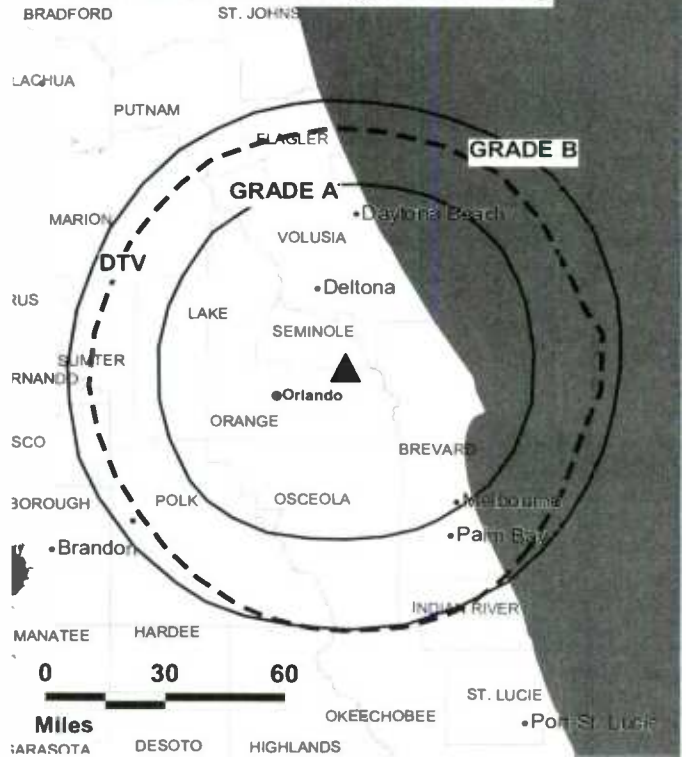 BRADFORD
ST. JOHNS
LACHUA
PUTNAM
FLAGLER
GRADE B
GRADE A
Daytona Beach
MARION
VOLUSIA
DTV
Deltona
RUS
LAKE
SEMINOLE
SUMTER
RNANDO
Orlando
ORANGE
SCO
BREVARD
BOROUGH
POLK
OSCEOLA
Melbourne
Palm Bay
Brandon
INDIAN RIVER
MANATEE
HARDEE
0 30 60
ST. LUCIE
Miles
OKEECHOBEE
Port St. Lucie
SARASOTA
DESOTO
HIGHLANDS